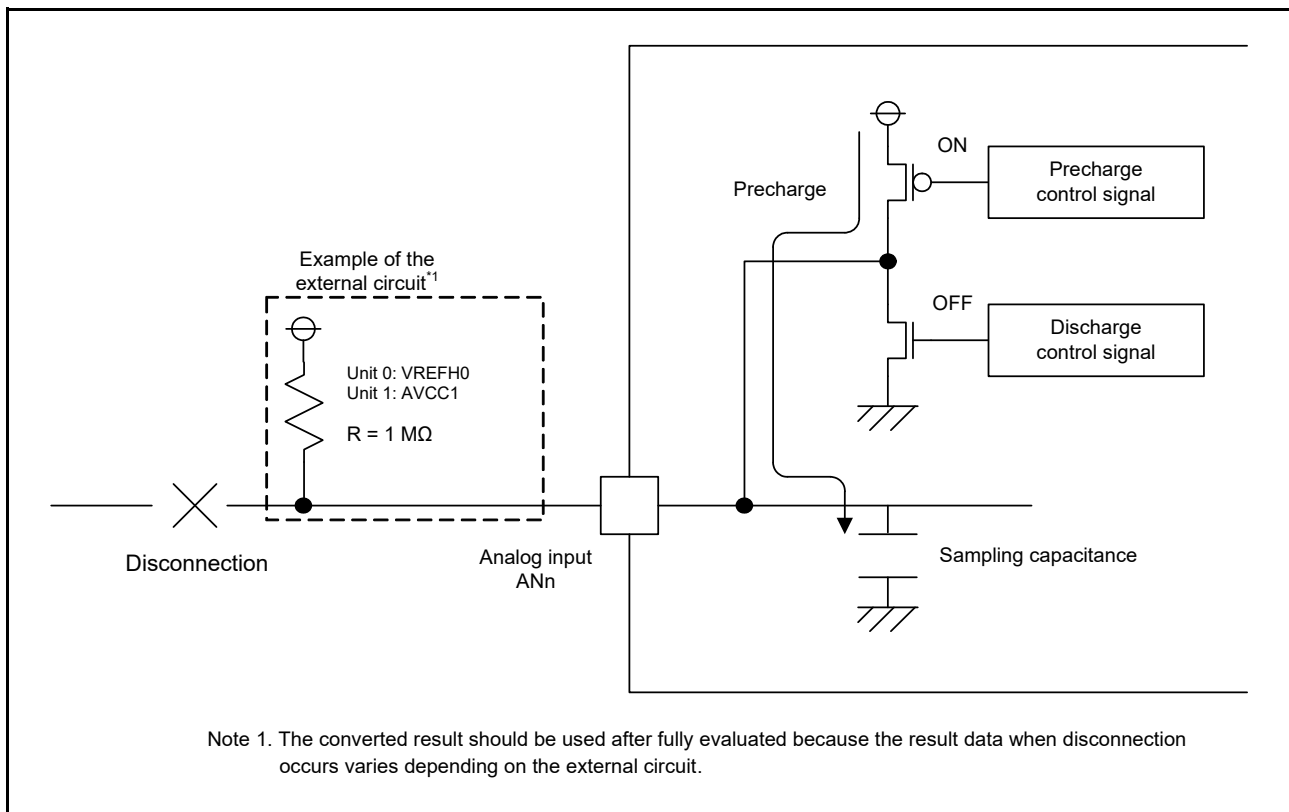 ON
Precharge
control signal
Precharge
Example of the
external circuit*1
OFF
Discharge
control signal
Unit 0: VREFH0
Unit 1: AVCC1
R = 1 MΩ
Disconnection
Analog input
ANn
Sampling capacitance
Note 1. The converted result should be used after fully evaluated because the result data when disconnection
occurs varies depending on the external circuit.